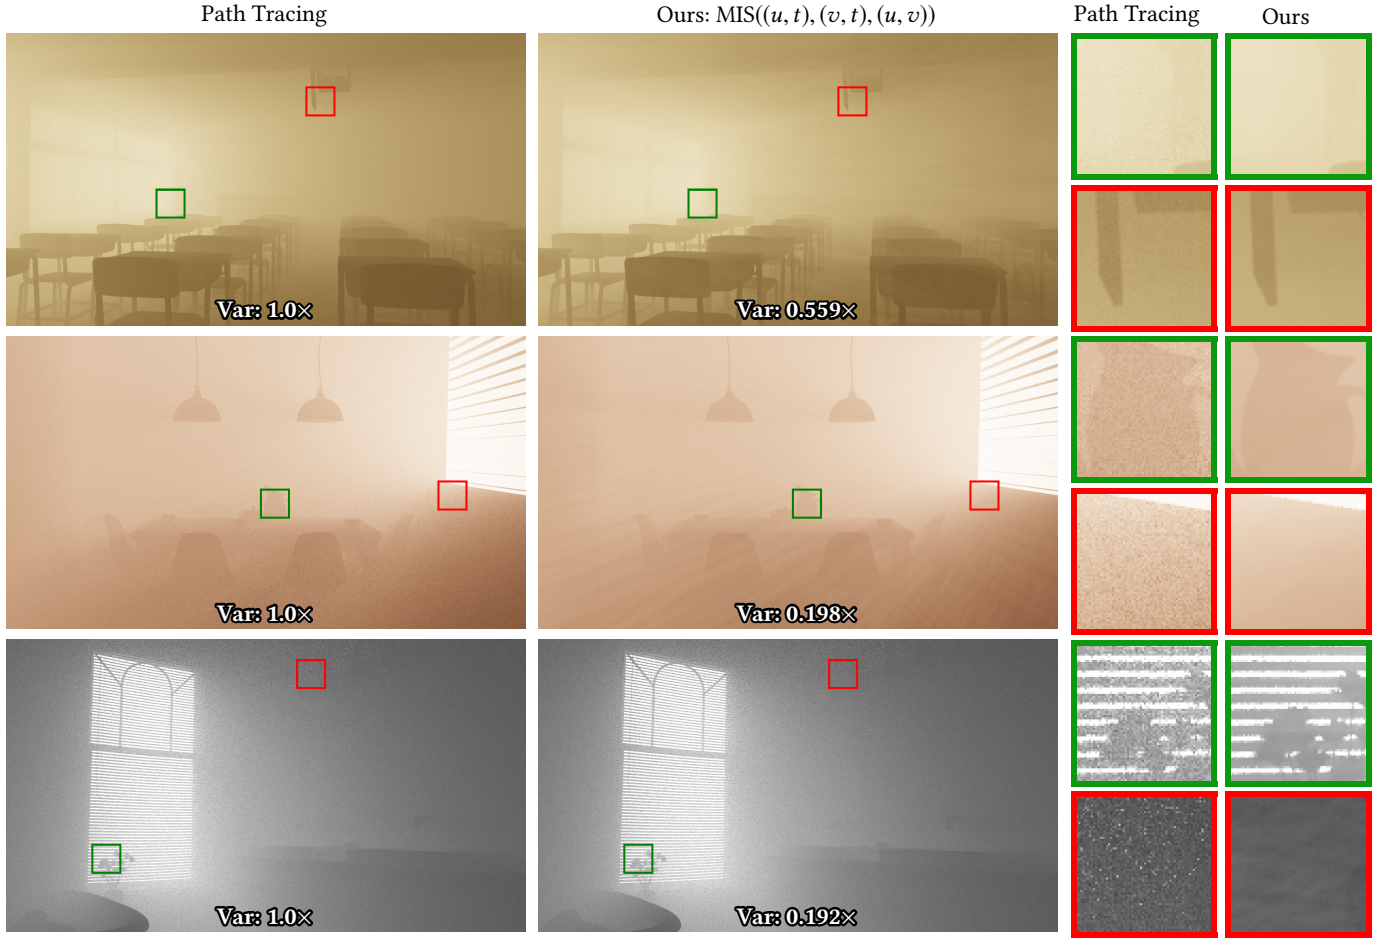 Path Tracing
Ours: MIS((u, t), (v, t), (u, v))
Path Tracing
Ours
Var: 1.0×
Var: 0.559×
Var: 1.0×
Var: 0.198×
Var: 1.0×
Var: 0.192×